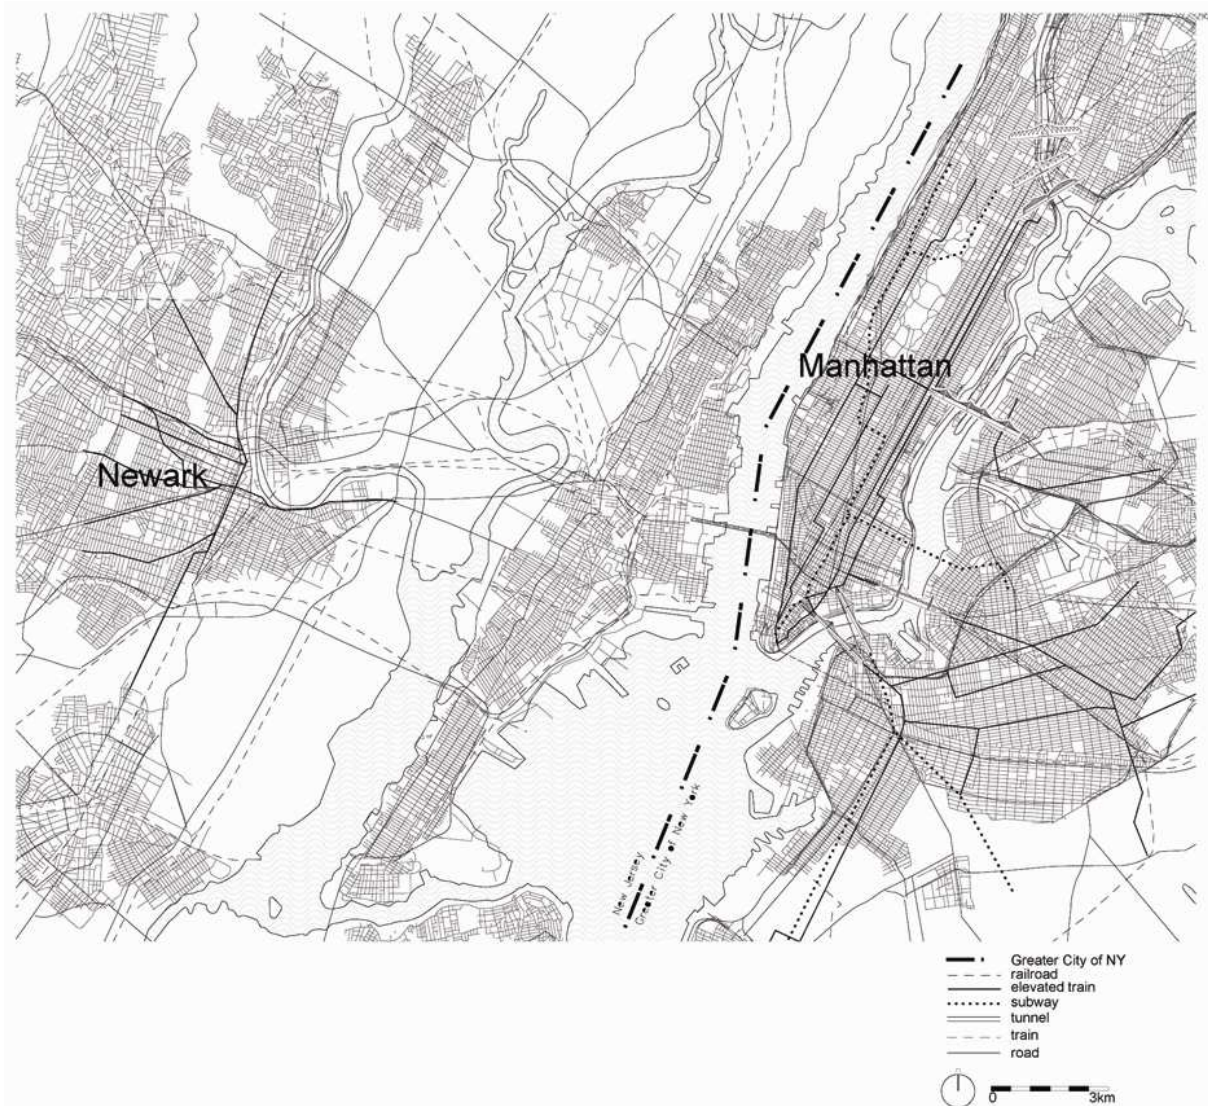 Manhattan
Newark
New Jersey
Greater City of New York
Greater City of NY
railroad
elevated train
subway
tunnel
train
road
0 3km